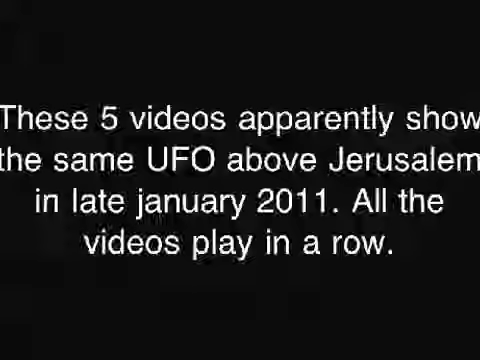 These 5 videos apparently show
the same UFO above Jerusalem
in late january 2011. All the
videos play in a row.